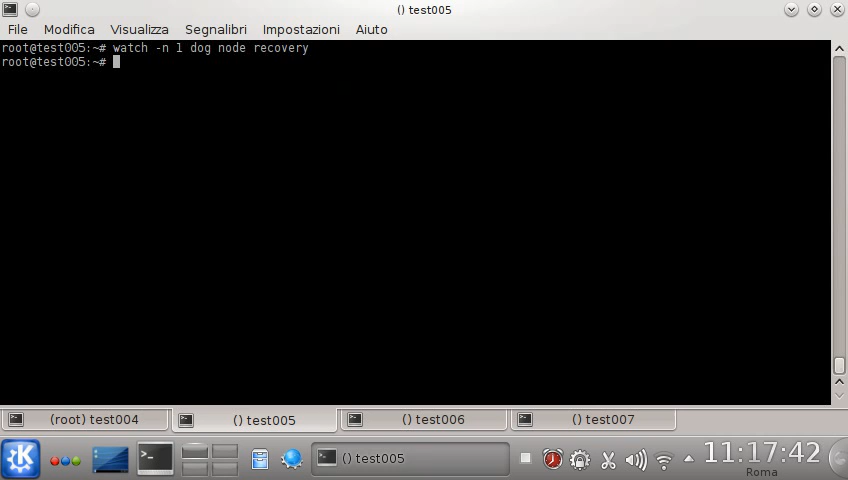 () test005
File Modifica Visualizza Segnalibri Impostazioni Aiuto
root@test005:~# watch -n 1 dog node recovery
root@test005:~#
(root) test004 () test005 () test006 () test007
() test005 11:17:42
Roma